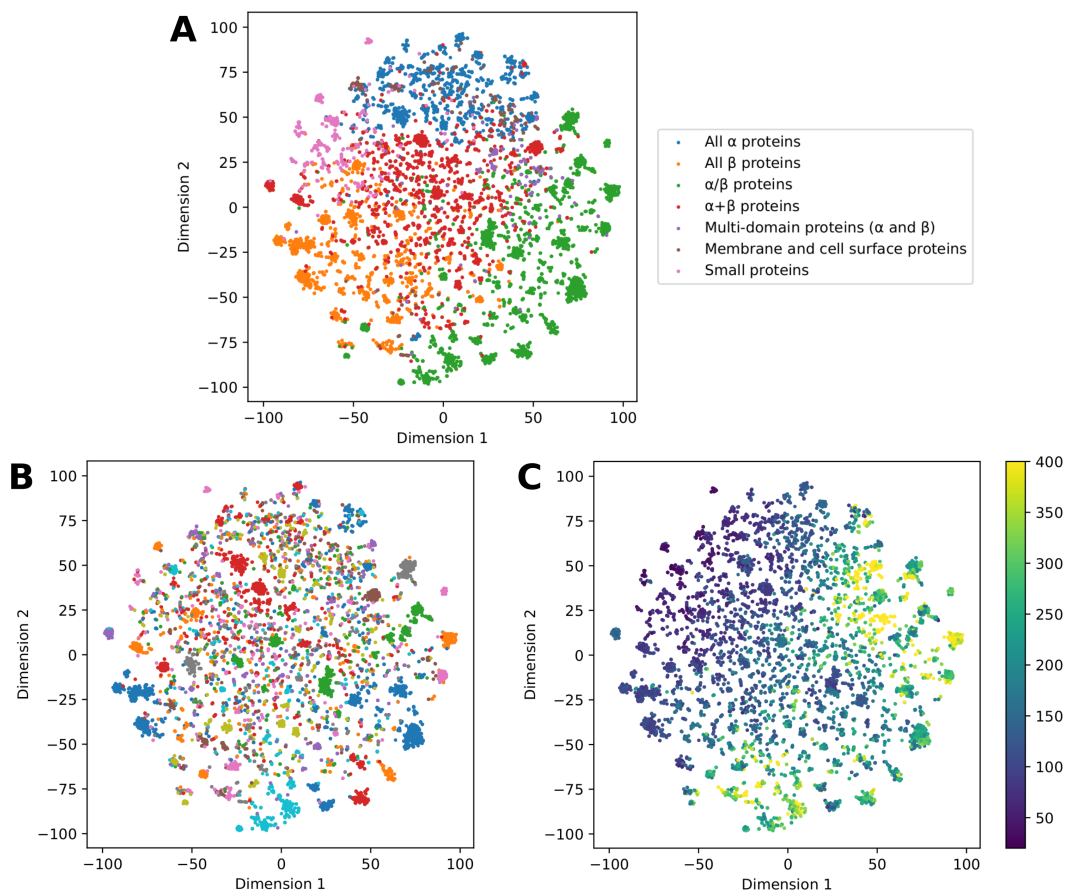 A
100
75
50
25
0
−25
−50
−75
−100
Dimension 2
−100 −50 0 50 100
Dimension 1
All α proteins
All β proteins
α/β proteins
α+β proteins
Multi-domain proteins (α and β)
Membrane and cell surface proteins
Small proteins
B
100
75
50
25
0
−25
−50
−75
−100
Dimension 2
−100 −50 0 50 100
Dimension 1
C
100
75
50
25
0
−25
−50
−75
−100
Dimension 2
−100 −50 0 50 100
Dimension 1
400
350
300
250
200
150
100
50